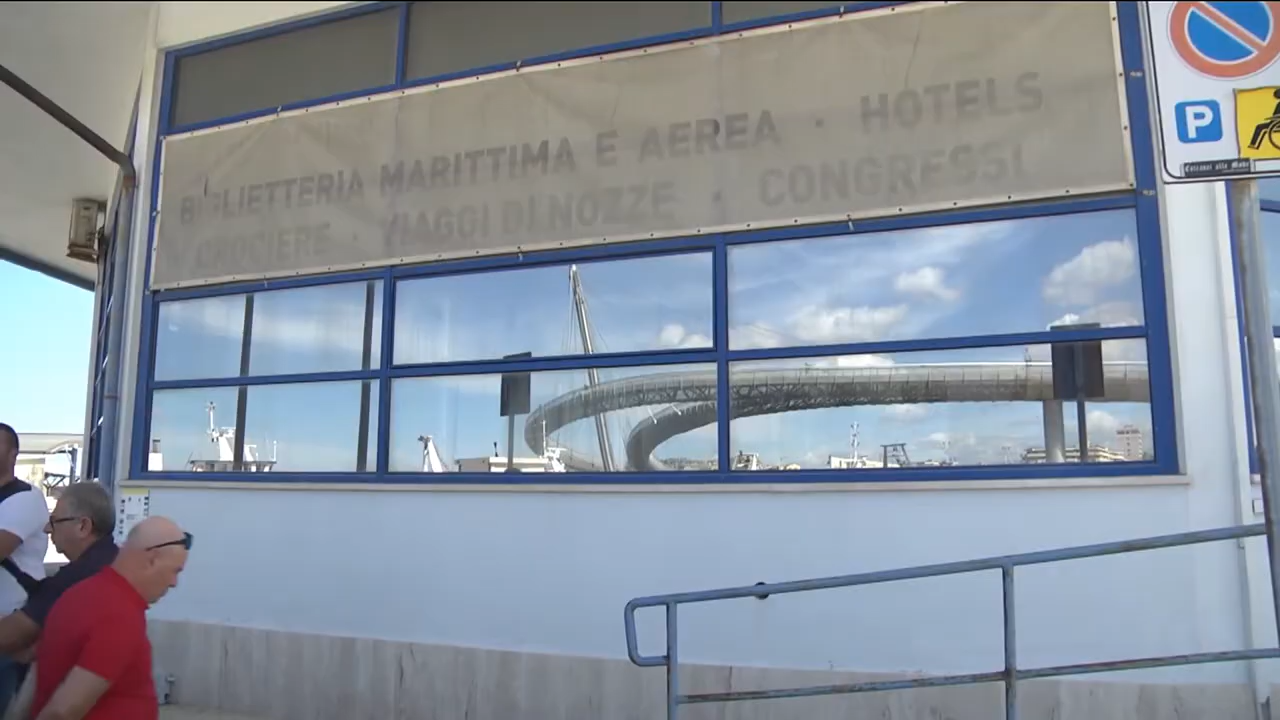 BIGLIETTERIA MARITTIMA E AEREA · HOTELS
CROCIERE · VIAGGI DI NOZZE · CONGRESSI
P